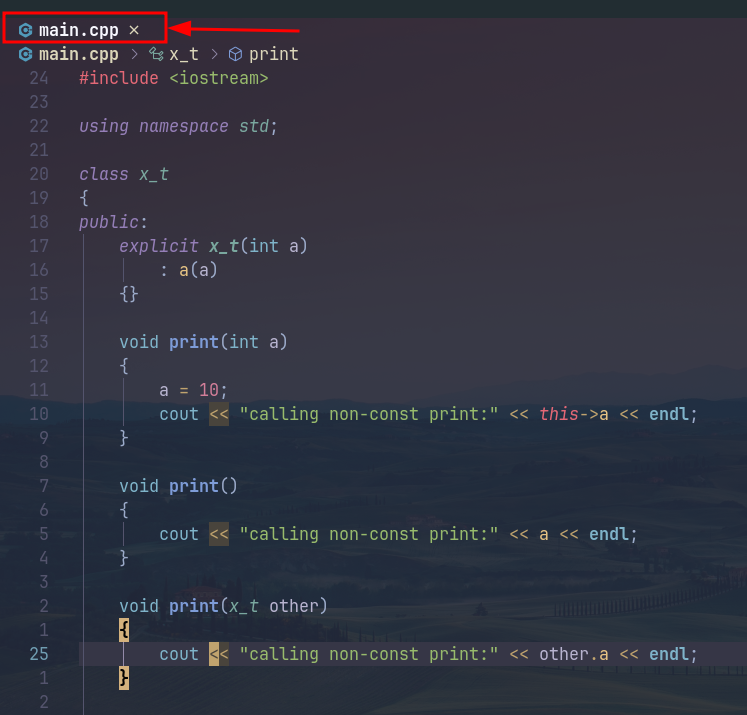 main.cpp ×
main.cpp > x_t > print
24 #include <iostream>
23
22 using namespace std;
21
20 class x_t
19 {
18 public:
17     explicit x_t(int a)
16         : a(a)
15     {}
14
13     void print(int a)
12     {
11         a = 10;
10         cout << "calling non-const print:" << this->a << endl;
9     }
8
7     void print()
6     {
5         cout << "calling non-const print:" << a << endl;
4     }
3
2     void print(x_t other)
1     {
25         cout << "calling non-const print:" << other.a << endl;
1     }
2